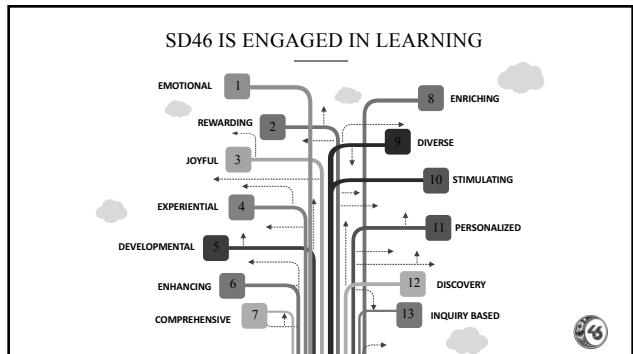 SD46 IS ENGAGED IN LEARNING
EMOTIONAL 1
REWARDING 2
JOYFUL 3
EXPERIENTIAL 4
DEVELOPMENTAL 5
ENHANCING 6
COMPREHENSIVE 7
8 ENRICHING
9 DIVERSE
10 STIMULATING
11 PERSONALIZED
12 DISCOVERY
13 INQUIRY BASED
46